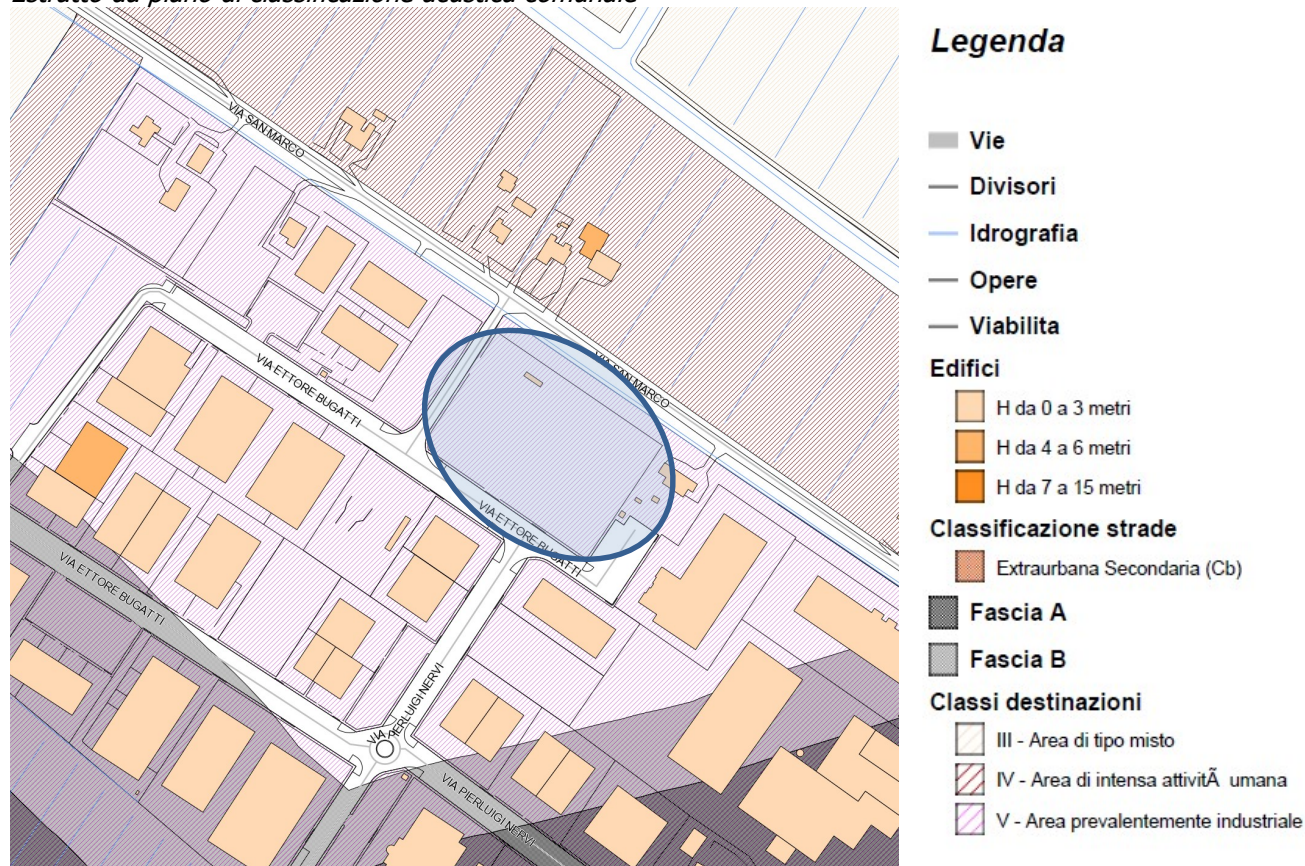 Estratto da piano di classificazione acustica comunale
VIA SAN MARCO
VIA SAN MARCO
VIA ETTORE BUGATTI
VIA ETTORE BUGATTI
VIA ETTORE BUGATTI
VIA PIERLUIGI NERVI
VIA PIERLUIGI NERVI
Legenda
Vie
Divisori
Idrografia
Opere
Viabilita
Edifici
H da 0 a 3 metri
H da 4 a 6 metri
H da 7 a 15 metri
Classificazione strade
Extraurbana Secondaria (Cb)
Fascia A
Fascia B
Classi destinazioni
III - Area di tipo misto
IV - Area di intensa attivitÃ umana
V - Area prevalentemente industriale